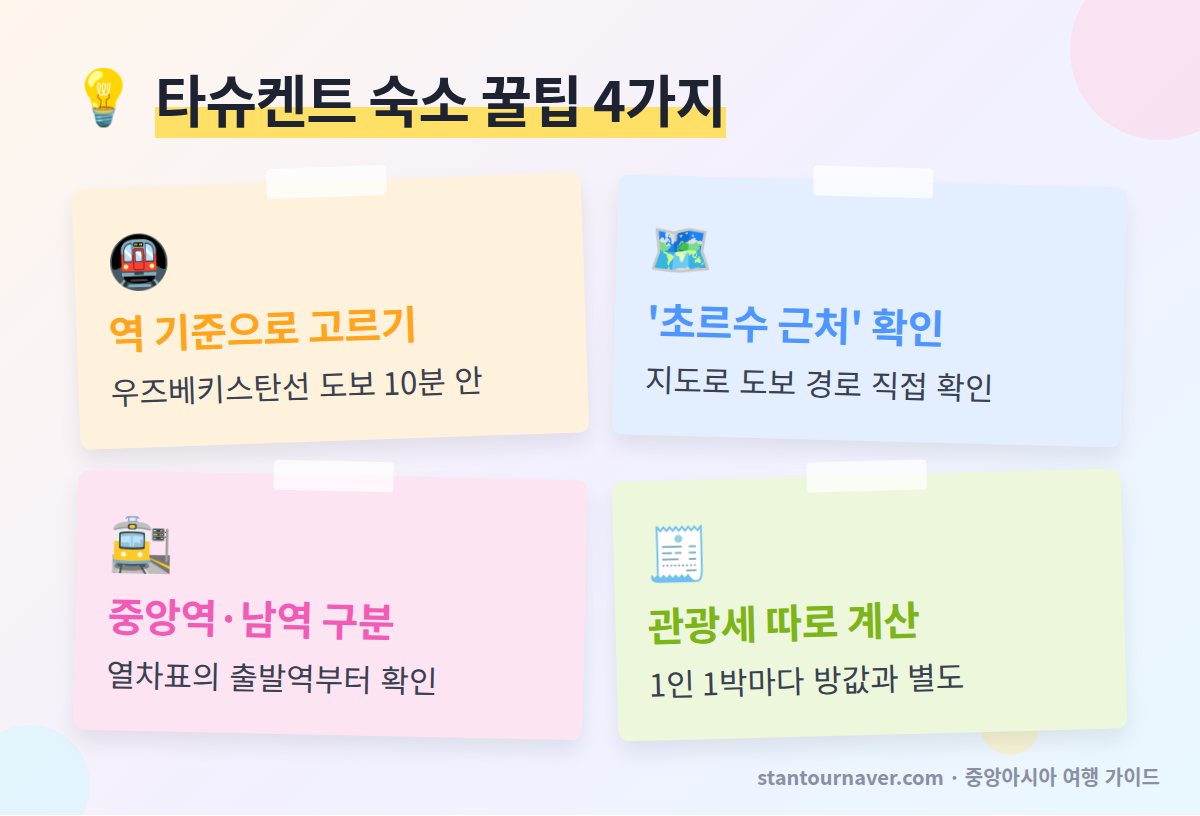 타슈켄트 숙소 꿀팁 4가지
역 기준으로 고르기
우즈베키스탄선 도보 10분 안
'초르수 근처' 확인
지도로 도보 경로 직접 확인
중앙역·남역 구분
열차표의 출발역부터 확인
관광세 따로 계산
1인 1박마다 방값과 별도
stantournaver.com · 중앙아시아 여행 가이드